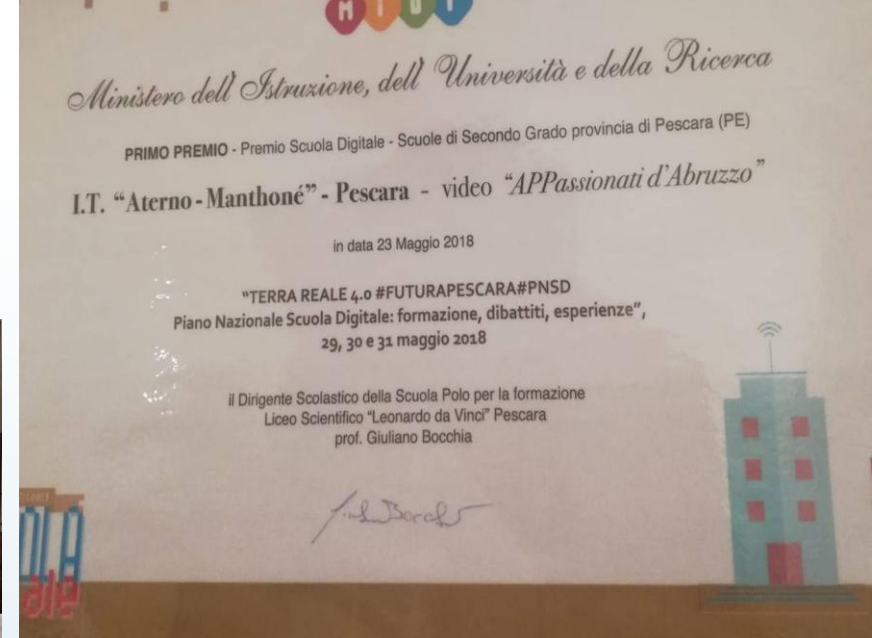 MIUR
Ministero dell'Istruzione, dell'Università e della Ricerca
PRIMO PREMIO - Premio Scuola Digitale - Scuole di Secondo Grado provincia di Pescara (PE)
I.T. “Aterno-Manthoné” - Pescara - video “APPassionati d'Abruzzo”
in data 23 Maggio 2018
“TERRA REALE 4.0 #FUTURAPESCARA#PNSD
Piano Nazionale Scuola Digitale: formazione, dibattiti, esperienze”,
29, 30 e 31 maggio 2018
il Dirigente Scolastico della Scuola Polo per la formazione
Liceo Scientifico “Leonardo da Vinci” Pescara
prof. Giuliano Bocchia